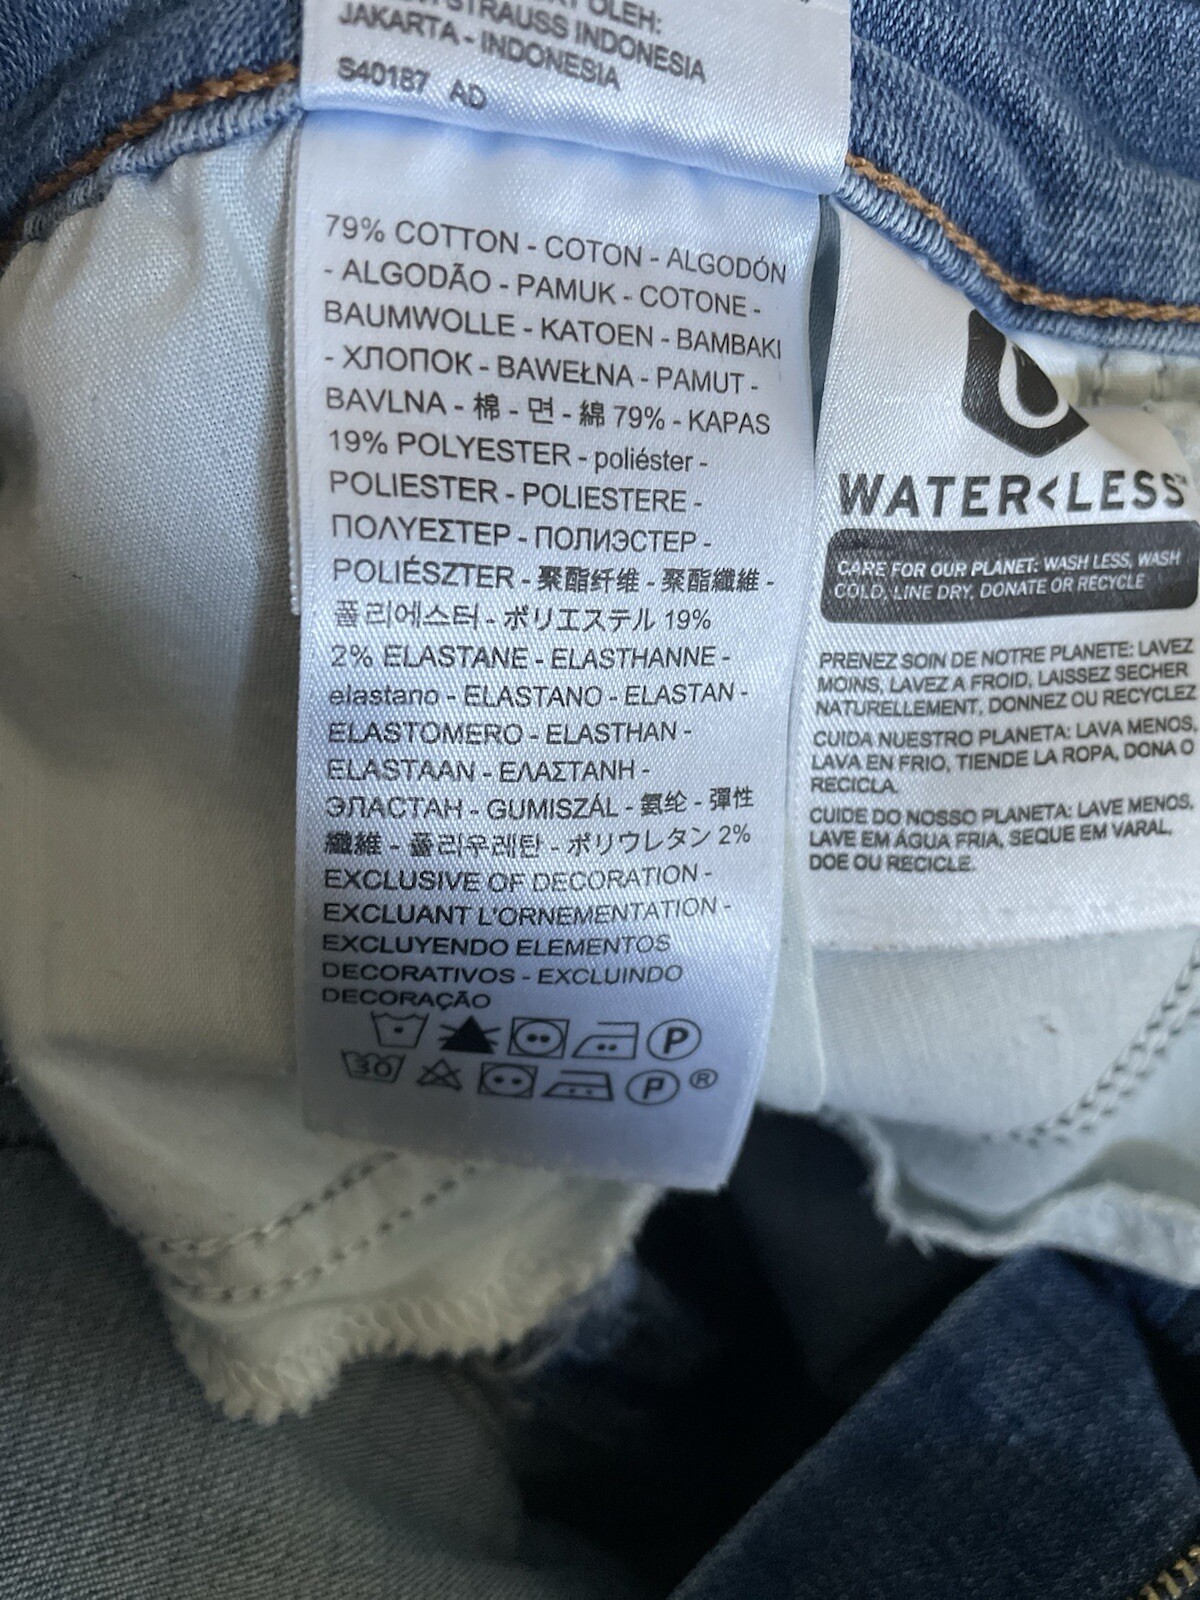 OLEH:
STRAUSS INDONESIA
JAKARTA - INDONESIA
S40187 AD
79% COTTON - COTON - ALGODÓN
- ALGODÃO - PAMUK - COTONE -
BAUMWOLLE - KATOEN - BAMBAKI
- ХЛОПОК - BAWEŁNA - PAMUT -
BAVLNA - 棉 - 면 - 綿 79% - KAPAS
19% POLYESTER - poliéster -
POLIESTER - POLIESTERE -
ΠΟΛΥΕΣΤΕΡ - ПОЛИЭСТЕР -
POLIÉSZTER - 聚酯纤维 - 聚酯纖維 -
폴리에스터 - ポリエステル 19%
2% ELASTANE - ELASTHANNE -
elastano - ELASTANO - ELASTAN -
ELASTOMERO - ELASTHAN -
ELASTAAN - ΕΛΑΣΤΑΝΗ -
ЭЛАСТАН - GUMISZÁL - 氨纶 - 彈性
纖維 - 폴리우레탄 - ポリウレタン 2%
EXCLUSIVE OF DECORATION -
EXCLUANT L'ORNEMENTATION -
EXCLUYENDO ELEMENTOS
DECORATIVOS - EXCLUINDO
DECORAÇÃO
P
30 P ®
WATER<LESS™
CARE FOR OUR PLANET: WASH LESS, WASH
COLD, LINE DRY, DONATE OR RECYCLE
PRENEZ SOIN DE NOTRE PLANETE: LAVEZ
MOINS, LAVEZ A FROID, LAISSEZ SECHER
NATURELLEMENT, DONNEZ OU RECYCLEZ
CUIDA NUESTRO PLANETA: LAVA MENOS,
LAVA EN FRIO, TIENDE LA ROPA, DONA O
RECICLA.
CUIDE DO NOSSO PLANETA: LAVE MENOS,
LAVE EM ÁGUA FRIA, SEQUE EM VARAL,
DOE OU RECICLE.